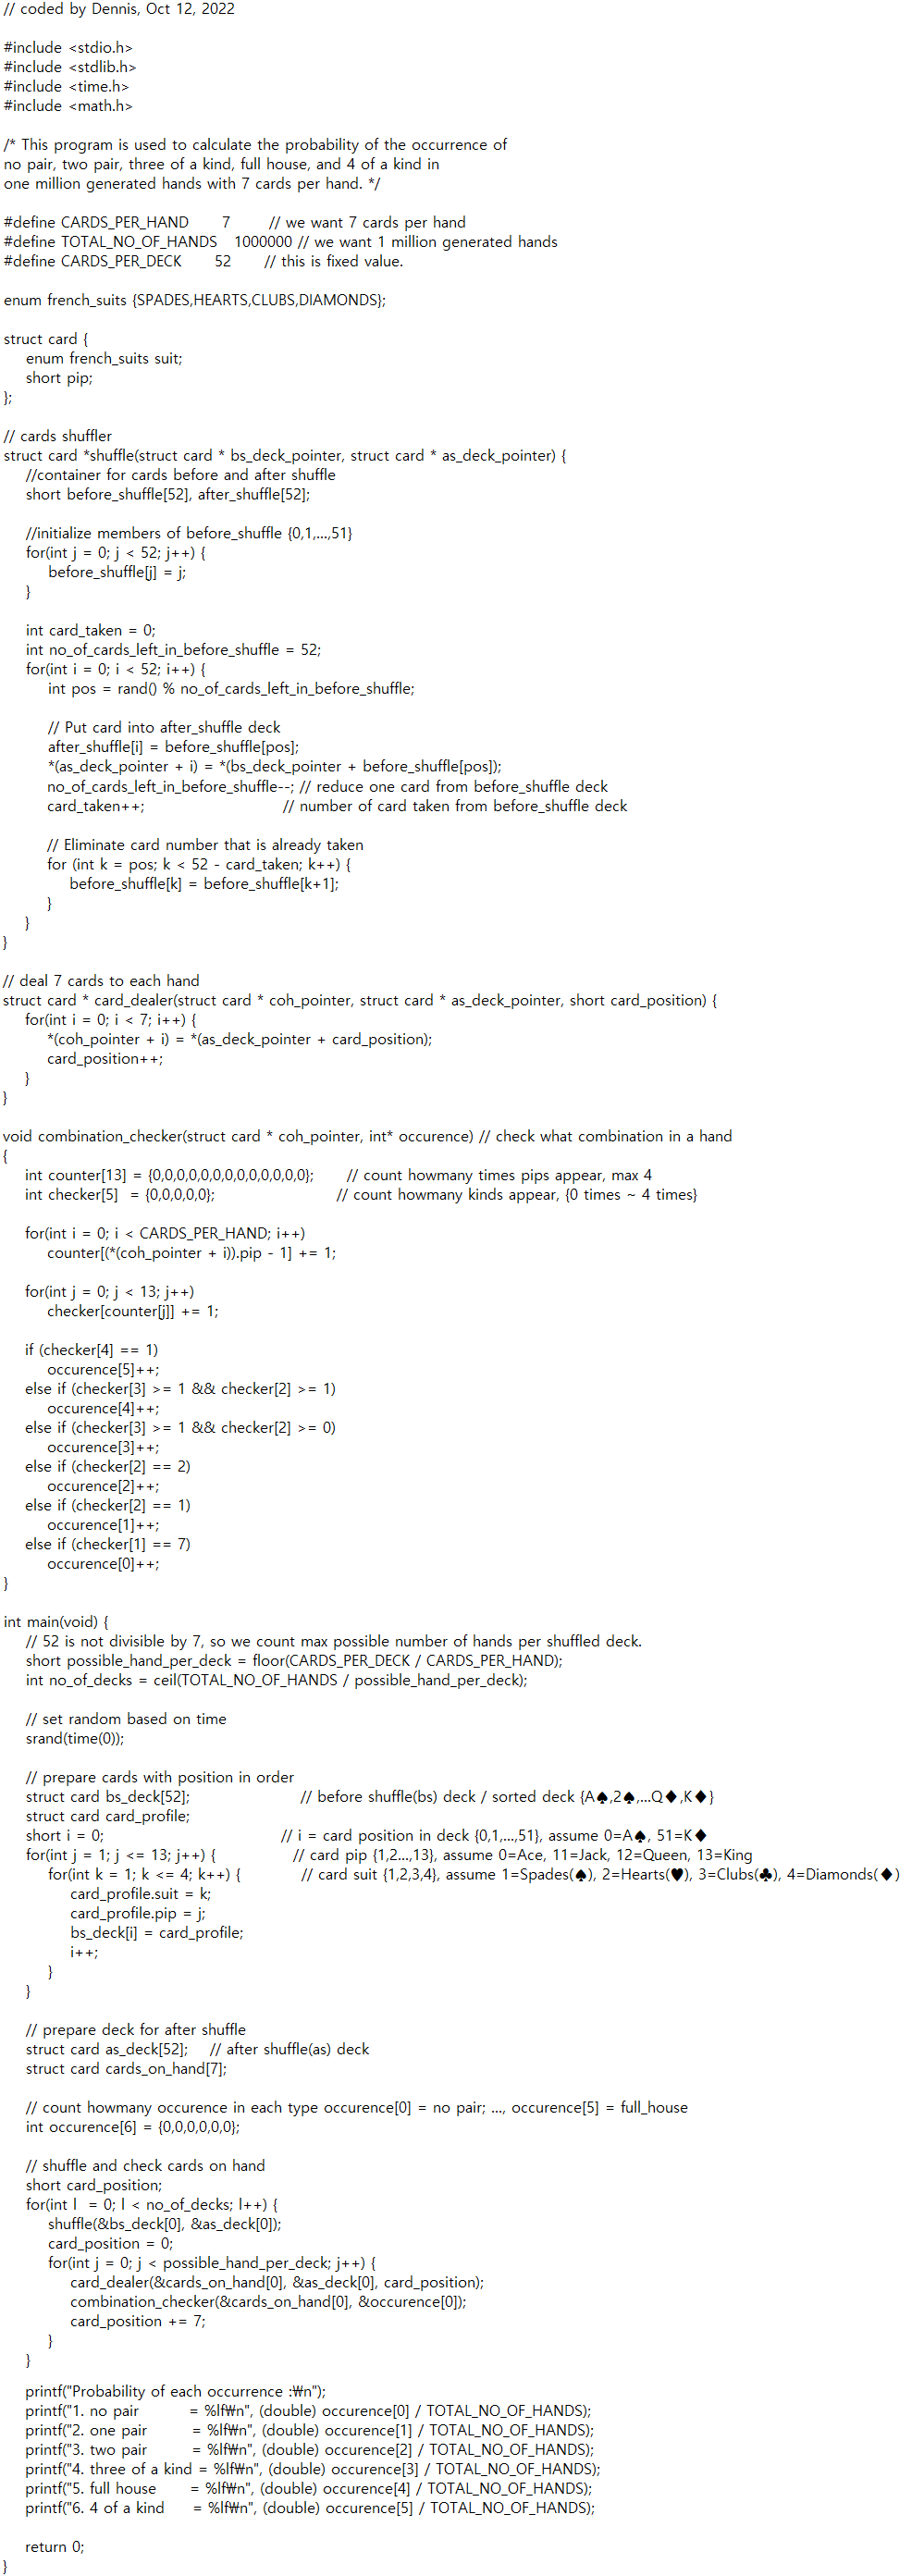 // coded by Dennis, Oct 12, 2022
#include <stdio.h>
#include <stdlib.h>
#include <time.h>
#include <math.h>
/* This program is used to calculate the probability of the occurrence of
no pair, two pair, three of a kind, full house, and 4 of a kind in
one million generated hands with 7 cards per hand. */
#define CARDS_PER_HAND 7 // we want 7 cards per hand
#define TOTAL_NO_OF_HANDS 1000000 // we want 1 million generated hands
#define CARDS_PER_DECK 52 // this is fixed value.
enum french_suits {SPADES,HEARTS,CLUBS,DIAMONDS};
struct card {
enum french_suits suit;
short pip;
};
// cards shuffler
struct card *shuffle(struct card * bs_deck_pointer, struct card * as_deck_pointer) {
//container for cards before and after shuffle
short before_shuffle[52], after_shuffle[52];
//initialize members of before_shuffle {0,1,...,51}
for(int j = 0; j < 52; j++) {
before_shuffle[j] = j;
}
int card_taken = 0;
int no_of_cards_left_in_before_shuffle = 52;
for(int i = 0; i < 52; i++) {
int pos = rand() % no_of_cards_left_in_before_shuffle;
// Put card into after_shuffle deck
after_shuffle[i] = before_shuffle[pos];
*(as_deck_pointer + i) = *(bs_deck_pointer + before_shuffle[pos]);
no_of_cards_left_in_before_shuffle--; // reduce one card from before_shuffle deck
card_taken++; // number of card taken from before_shuffle deck
// Eliminate card number that is already taken
for (int k = pos; k < 52 - card_taken; k++) {
before_shuffle[k] = before_shuffle[k+1];
}
}
}
// deal 7 cards to each hand
struct card * card_dealer(struct card * coh_pointer, struct card * as_deck_pointer, short card_position) {
for(int i = 0; i < 7; i++) {
*(coh_pointer + i) = *(as_deck_pointer + card_position);
card_position++;
}
}
void combination_checker(struct card * coh_pointer, int* occurence) // check what combination in a hand
{
int counter[13] = {0,0,0,0,0,0,0,0,0,0,0,0,0}; // count howmany times pips appear, max 4
int checker[5] = {0,0,0,0,0}; // count howmany kinds appear, {0 times ~ 4 times}
for(int i = 0; i < CARDS_PER_HAND; i++)
counter[(*(coh_pointer + i)).pip - 1] += 1;
for(int j = 0; j < 13; j++)
checker[counter[j]] += 1;
if (checker[4] == 1)
occurence[5]++;
else if (checker[3] >= 1 && checker[2] >= 1)
occurence[4]++;
else if (checker[3] >= 1 && checker[2] >= 0)
occurence[3]++;
else if (checker[2] == 2)
occurence[2]++;
else if (checker[2] == 1)
occurence[1]++;
else if (checker[1] == 7)
occurence[0]++;
}
int main(void) {
// 52 is not divisible by 7, so we count max possible number of hands per shuffled deck.
short possible_hand_per_deck = floor(CARDS_PER_DECK / CARDS_PER_HAND);
int no_of_decks = ceil(TOTAL_NO_OF_HANDS / possible_hand_per_deck);
// set random based on time
srand(time(0));
// prepare cards with position in order
struct card bs_deck[52]; // before shuffle(bs) deck / sorted deck {A♠,2♠,...Q♦,K♦}
struct card card_profile;
short i = 0; // i = card position in deck {0,1,...,51}, assume 0=A♠, 51=K♦
for(int j = 1; j <= 13; j++) { // card pip {1,2...,13}, assume 0=Ace, 11=Jack, 12=Queen, 13=King
for(int k = 1; k <= 4; k++) { // card suit {1,2,3,4}, assume 1=Spades(♠), 2=Hearts(♥), 3=Clubs(♣), 4=Diamonds(♦)
card_profile.suit = k;
card_profile.pip = j;
bs_deck[i] = card_profile;
i++;
}
}
// prepare deck for after shuffle
struct card as_deck[52]; // after shuffle(as) deck
struct card cards_on_hand[7];
// count howmany occurence in each type occurence[0] = no pair; ..., occurence[5] = full_house
int occurence[6] = {0,0,0,0,0,0};
// shuffle and check cards on hand
short card_position;
for(int l = 0; l < no_of_decks; l++) {
shuffle(&bs_deck[0], &as_deck[0]);
card_position = 0;
for(int j = 0; j < possible_hand_per_deck; j++) {
card_dealer(&cards_on_hand[0], &as_deck[0], card_position);
combination_checker(&cards_on_hand[0], &occurence[0]);
card_position += 7;
}
}
printf("Probability of each occurrence :₩n");
printf("1. no pair = %lf₩n", (double) occurence[0] / TOTAL_NO_OF_HANDS);
printf("2. one pair = %lf₩n", (double) occurence[1] / TOTAL_NO_OF_HANDS);
printf("3. two pair = %lf₩n", (double) occurence[2] / TOTAL_NO_OF_HANDS);
printf("4. three of a kind = %lf₩n", (double) occurence[3] / TOTAL_NO_OF_HANDS);
printf("5. full house = %lf₩n", (double) occurence[4] / TOTAL_NO_OF_HANDS);
printf("6. 4 of a kind = %lf₩n", (double) occurence[5] / TOTAL_NO_OF_HANDS);
return 0;
}